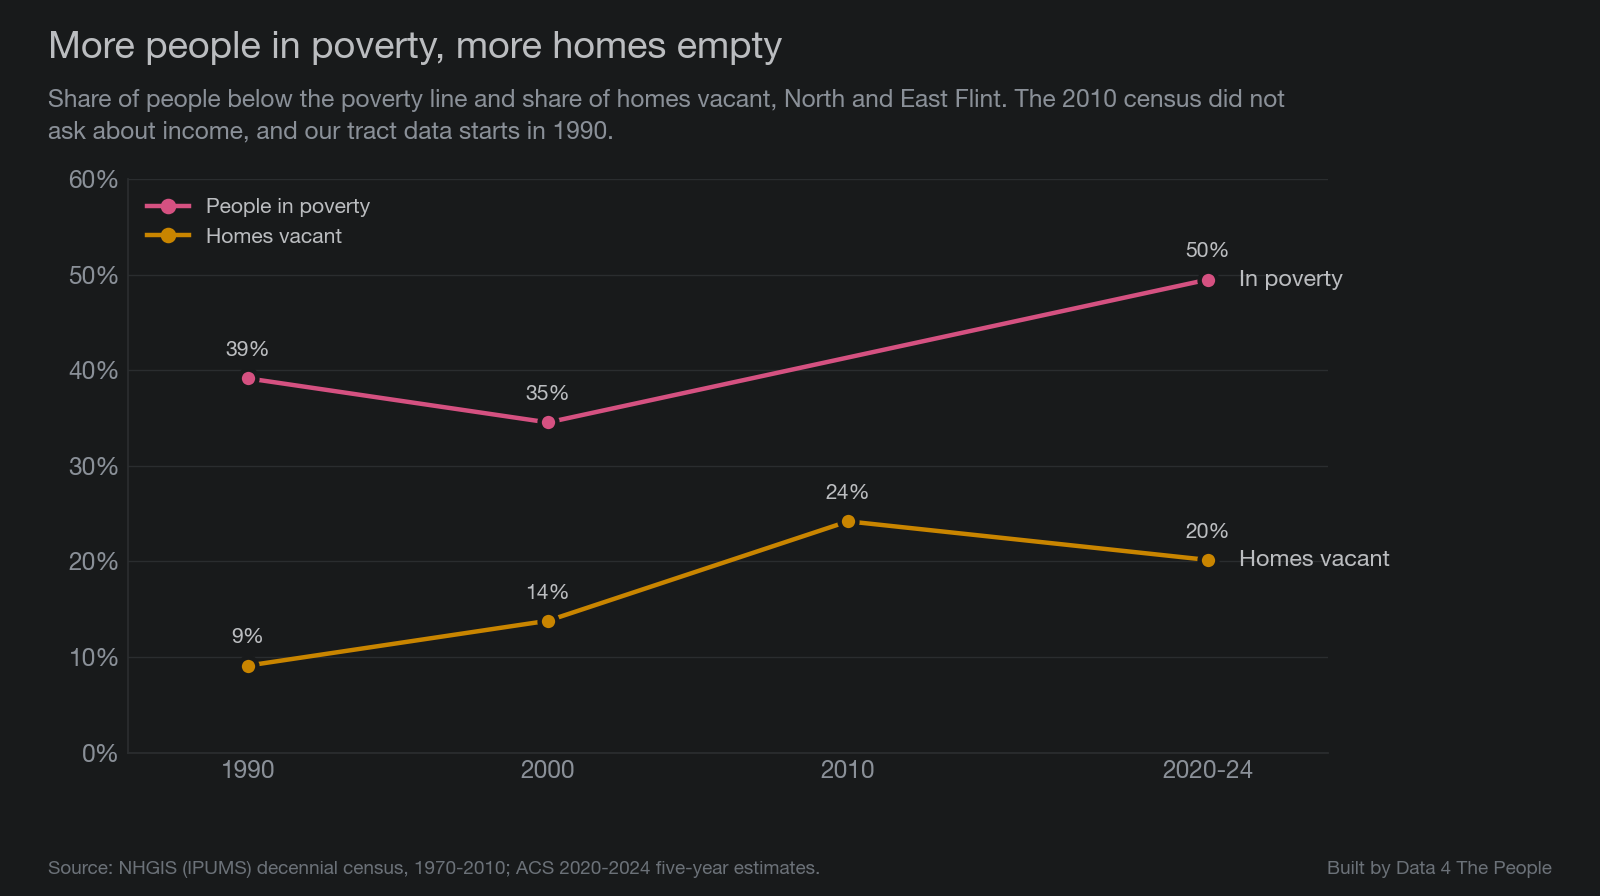 More people in poverty, more homes empty
Share of people below the poverty line and share of homes vacant, North and East Flint. The 2010 census did not
ask about income, and our tract data starts in 1990.
60%
People in poverty
Homes vacant
50%
50%
In poverty
39%
40%
35%
30%
24%
20%
20%
Homes vacant
14%
9%
10%
0%
1990 2000 2010 2020-24
Source: NHGIS (IPUMS) decennial census, 1970-2010; ACS 2020-2024 five-year estimates.
Built by Data 4 The People